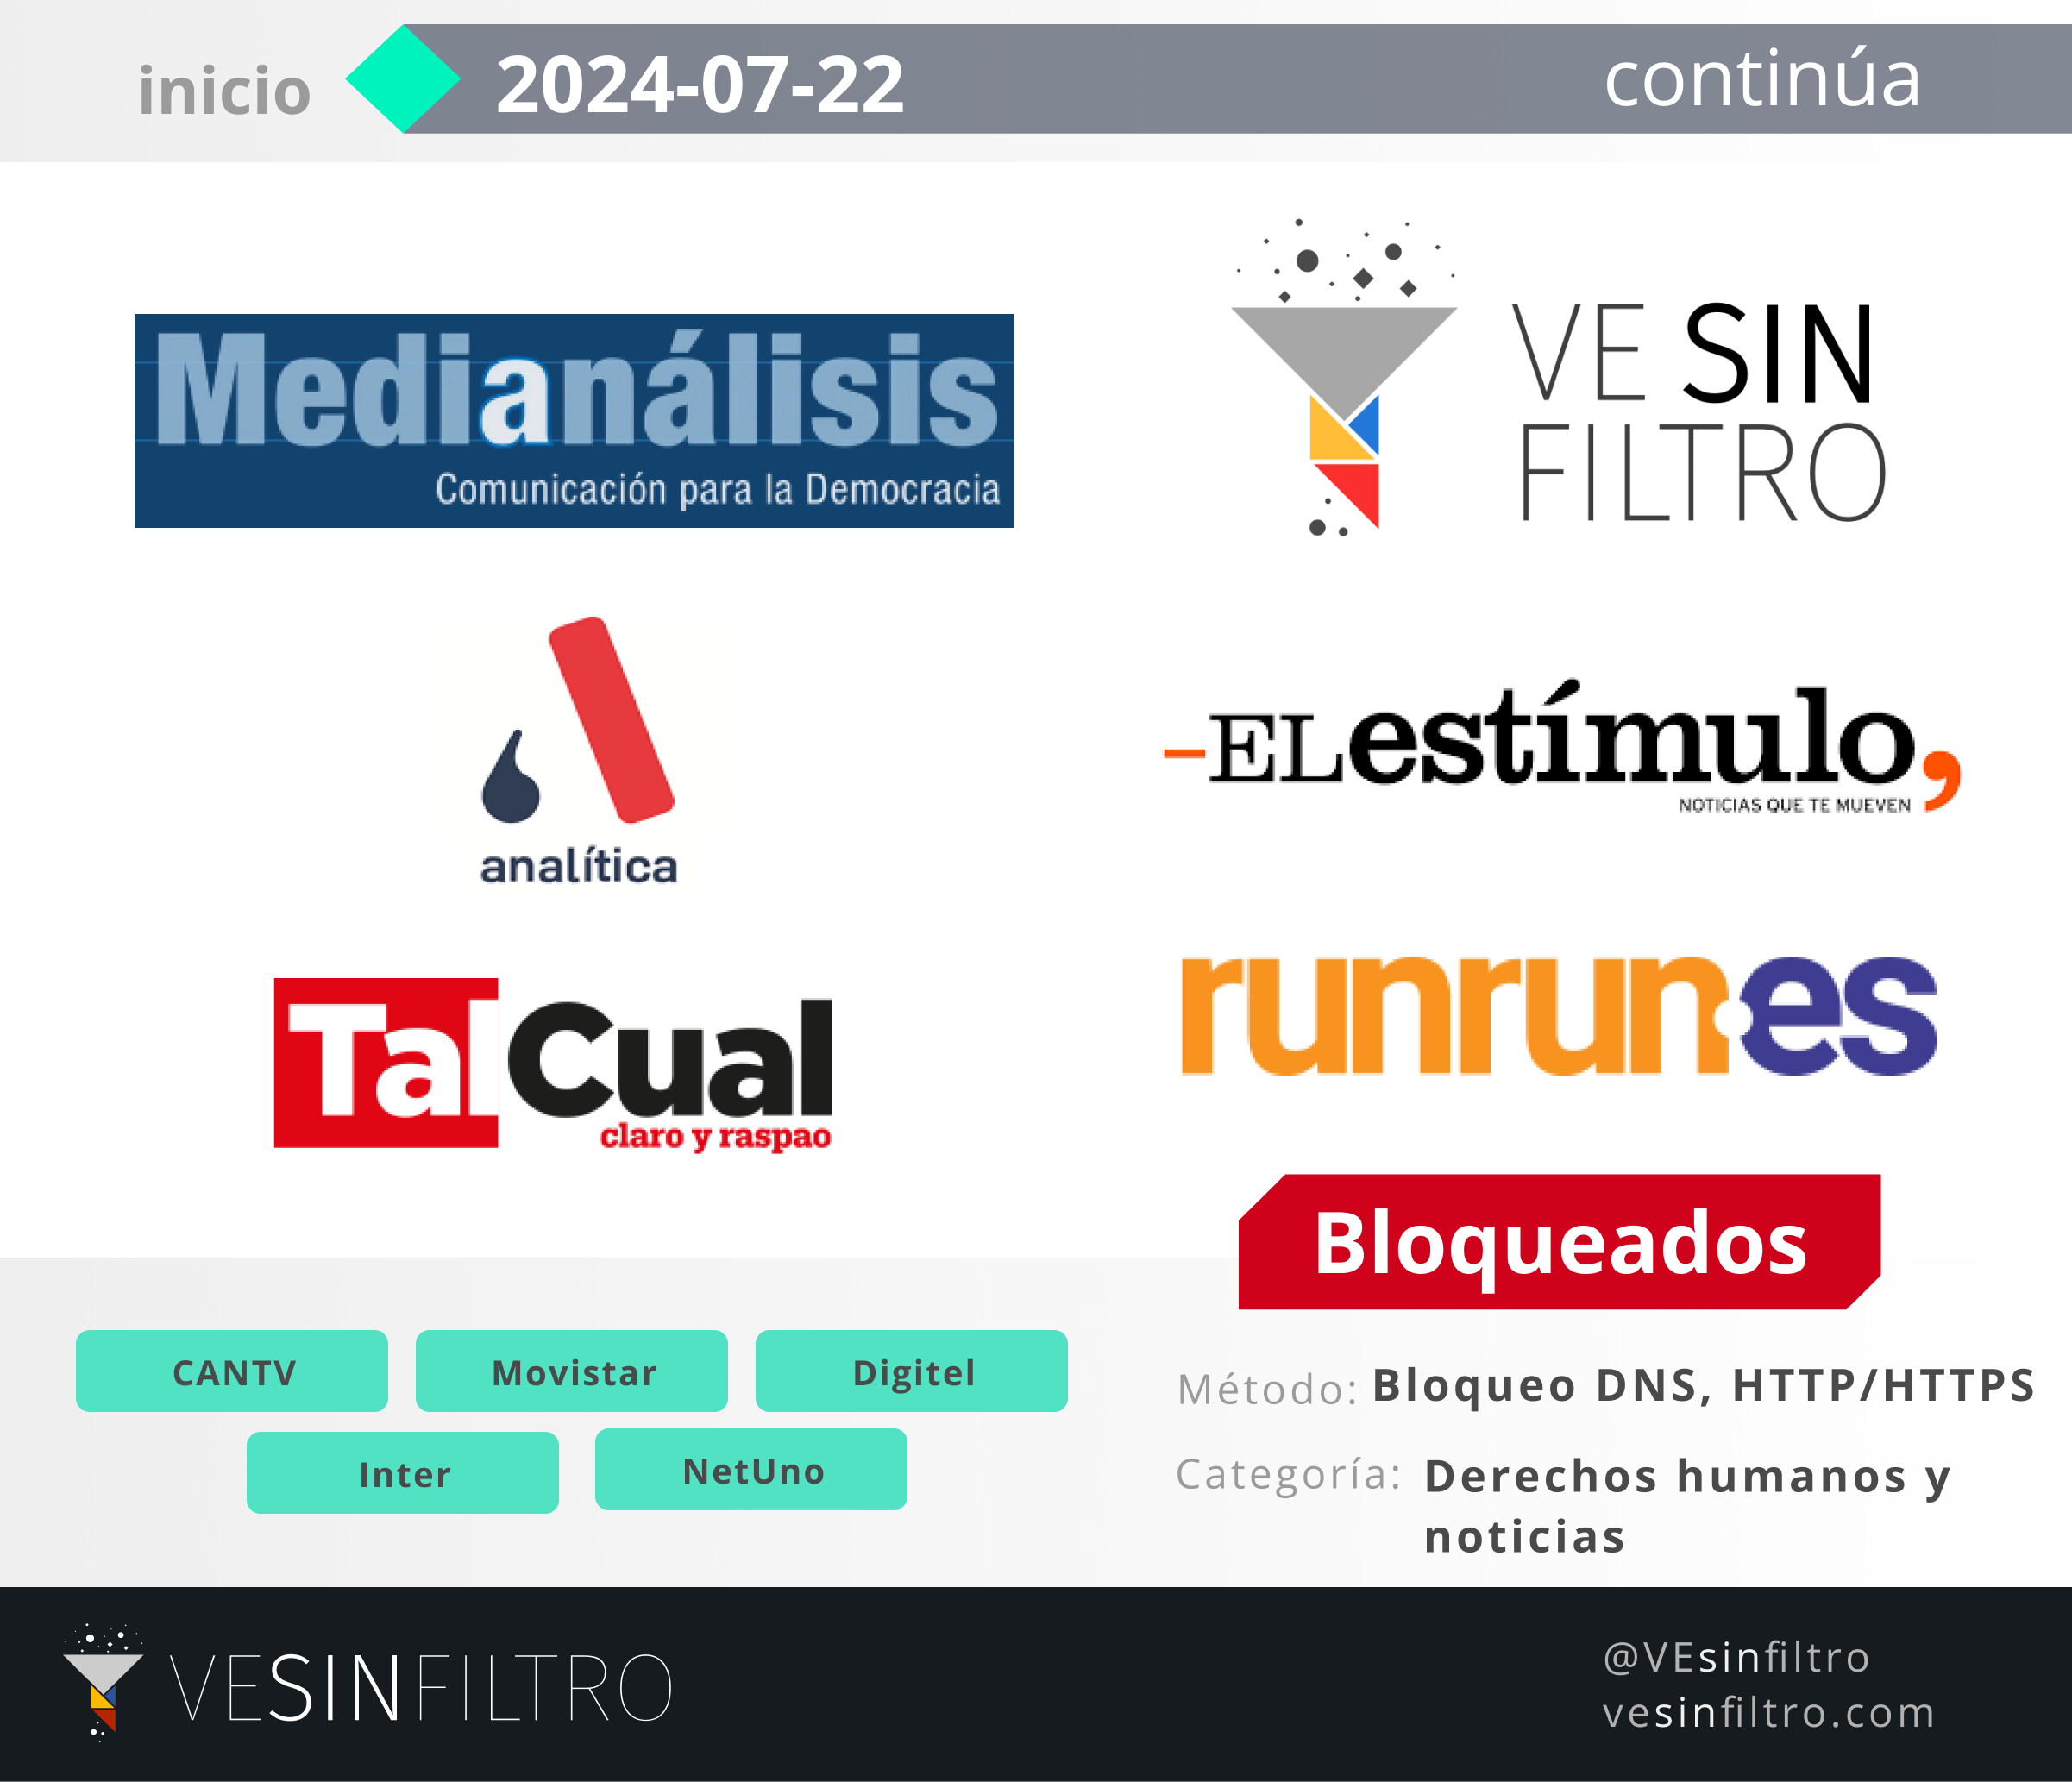 inicio 2024-07-22 continúa
Medianálisis
Comunicación para la Democracia
VE SIN
FILTRO
analítica
-ELestímulo,
NOTICIAS QUE TE MUEVEN
TalCual
claro y raspao
runrun.es
Bloqueados
CANTV Movistar Digitel
Inter NetUno
Método: Bloqueo DNS, HTTP/HTTPS
Categoría: Derechos humanos y
noticias
VESINFILTRO
@VEsinfiltro
vesinfiltro.com